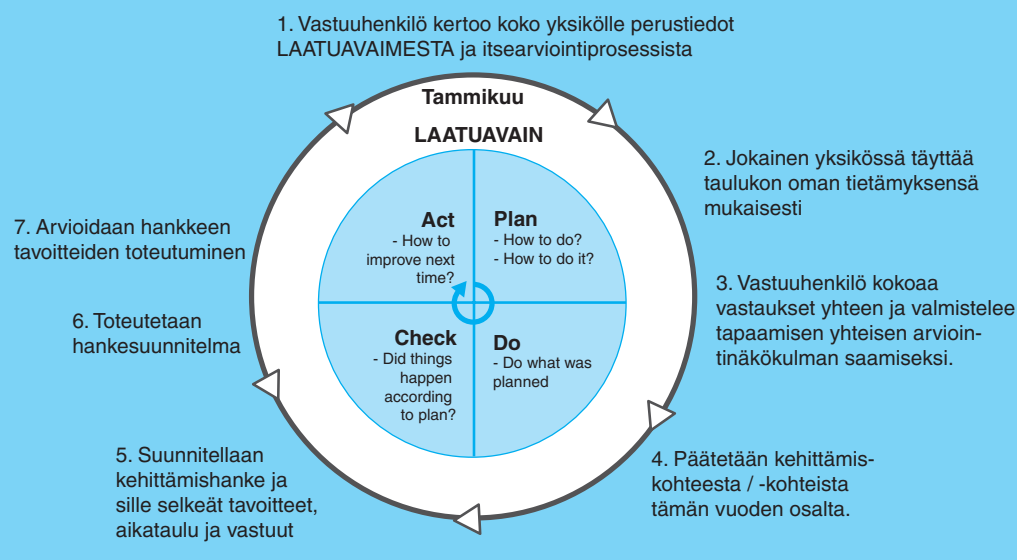 1. Vastuuhenkilö kertoo koko yksikölle perustiedot
LAATUAVAIMESTA ja itsearviointiprosessista
Tammikuu
LAATUAVAIN
2. Jokainen yksikössä täyttää
taulukon oman tietämyksensä
mukaisesti
3. Vastuuhenkilö kokoaa
vastaukset yhteen ja valmistelee
tapaamisen yhteisen arvioin-
tinäkökulman saamiseksi.
4. Päätetään kehittämis-
kohteesta / -kohteista
tämän vuoden osalta.
5. Suunnitellaan
kehittämishanke ja
sille selkeät tavoitteet,
aikataulu ja vastuut
6. Toteutetaan
hankesuunnitelma
7. Arvioidaan hankkeen
tavoitteiden toteutuminen
Act
- How to
improve next
time?
Plan
- How to do?
- How to do it?
Check
- Did things
happen
according
to plan?
Do
- Do what was
planned